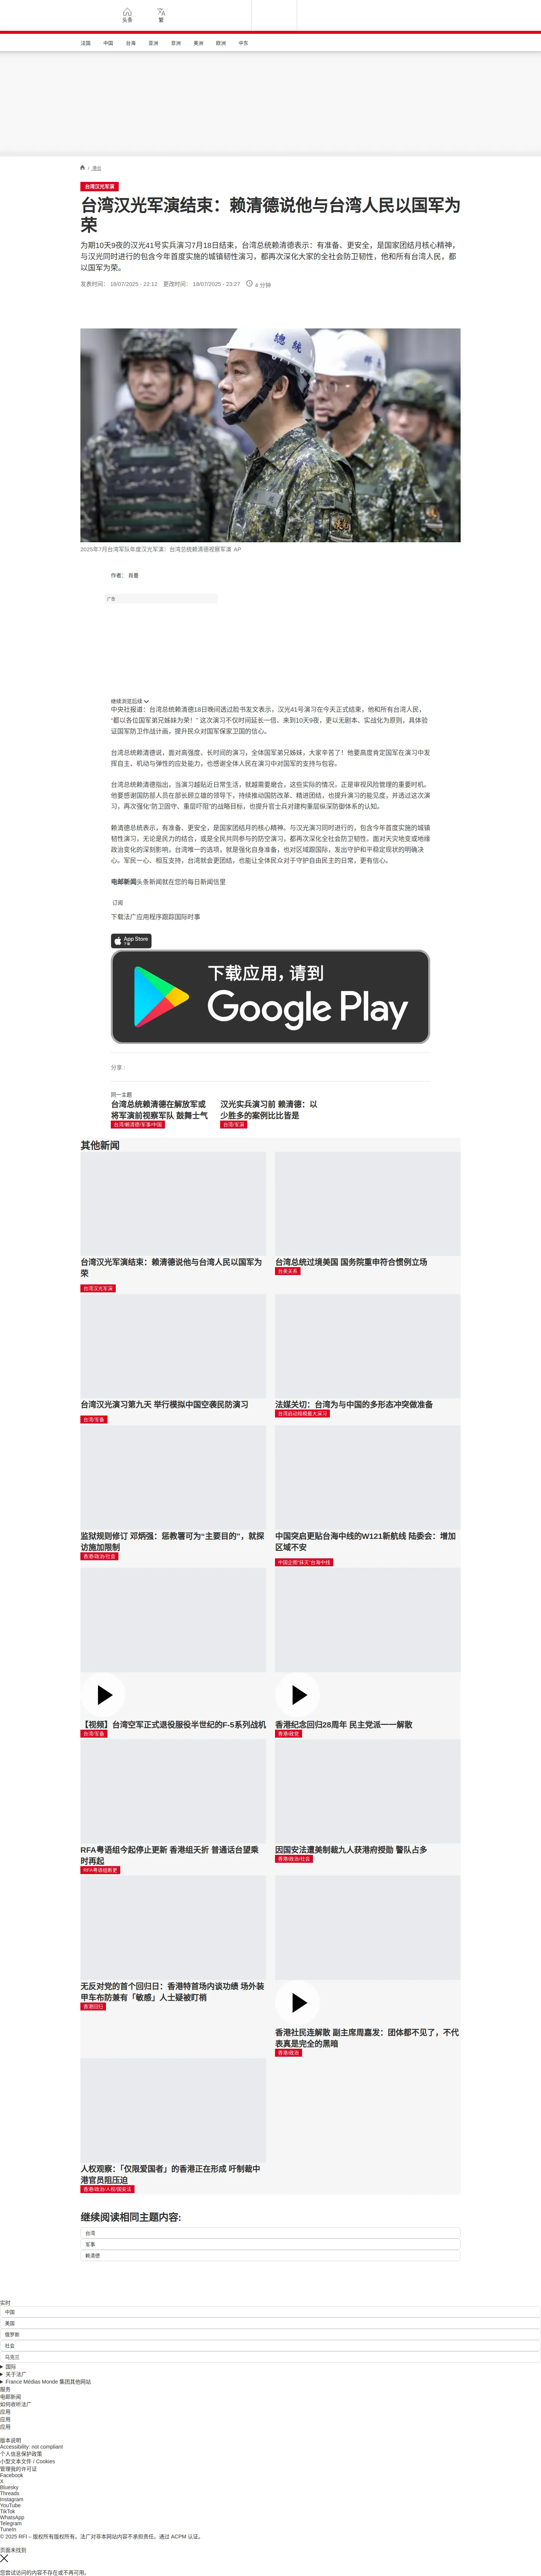 头条
繁
法国
中国
台海
亚洲
非洲
美洲
欧洲
中东
/ 港台
台湾汉光军演
台湾汉光军演结束：赖清德说他与台湾人民以国军为
荣
为期10天9夜的汉光41号实兵演习7月18日结束，台湾总统赖清德表示：有准备、更安全，是国家团结月核心精神，
与汉光同时进行的包含今年首度实施的城镇韧性演习，都再次深化大家的全社会防卫韧性，他和所有台湾人民，都
以国军为荣。
发表时间： 18/07/2025 - 22:12 更改时间： 18/07/2025 - 23:27 4 分钟
總統
2025年7月台湾军队年度汉光军演：台湾总统赖清德视察军演 AP
作者： 肖曼
广告
继续浏览后续
中央社报道：台湾总统赖清德18日晚间透过脸书发文表示，汉光41号演习在今天正式结束，他和所有台湾人民，
“都以各位国军弟兄姊妹为荣！” 这次演习不仅时间延长一倍、来到10天9夜，更以无剧本、实战化为原则，具体验
证国军防卫作战计画，提升民众对国军保家卫国的信心。
台湾总统赖清德说，面对高强度、长时间的演习，全体国军弟兄姊妹，大家辛苦了！他要高度肯定国军在演习中发
挥自主、机动与弹性的应处能力，也感谢全体人民在演习中对国军的支持与包容。
台湾总统赖清德指出，当演习越贴近日常生活，就越需要磨合，这些实际的情况，正是审视风险管理的重要时机。
他要感谢国防部人员在部长顾立雄的领导下，持续推动国防改革、精进团结，也提升演习的能见度，并透过这次演
习，再次强化“防卫固守、重层吓阻”的战略目标，也提升官士兵对建构重层纵深防御体系的认知。
赖清德总统表示，有准备、更安全，是国家团结月的核心精神。与汉光演习同时进行的，包含今年首度实施的城镇
韧性演习，无论是民力的结合，或是全民共同参与的防空演习，都再次深化全社会防卫韧性。面对天灾地变或地缘
政治变化的深刻影响，台湾唯一的选项，就是强化自身准备，也对区域跟国际，发出守护和平稳定现状的明确决
心。军民一心、相互支持，台湾就会更团结，也能让全体民众对于守护自由民主的日常，更有信心。
电邮新闻头条新闻就在您的每日新闻信里
订阅
下载法广应用程序跟踪国际时事
App Store
下载应用，请到
Google Play
分享 :
同一主题
台湾总统赖清德在解放军或
将军演前视察军队 鼓舞士气
台湾/赖清德/军事/中国
汉光实兵演习前 赖清德：以
少胜多的案例比比皆是
台湾/军演
其他新闻
台湾汉光军演结束：赖清德说他与台湾人民以国军为
荣
台湾汉光军演
台湾总统过境美国 国务院重申符合惯例立场
台美关系
台湾汉光演习第九天 举行模拟中国空袭民防演习
台湾/军备
法媒关切：台湾为与中国的多形态冲突做准备
台湾启动规模最大演习
监狱规则修订 邓炳强：惩教署可为“主要目的”，就探
访施加限制
香港/政治/社会
中国突启更贴台海中线的W121新航线 陆委会：增加
区域不安
中国企图“抹灭”台海中线
【视频】台湾空军正式退役服役半世纪的F-5系列战机
台湾/军备
香港纪念回归28周年 民主党派一一解散
香港/政党
RFA粤语组今起停止更新 香港组夭折 普通话台望乘
时再起
RFA粤语组断更
因国安法遭美制裁九人获港府授勋 警队占多
香港/政治/社会
无反对党的首个回归日：香港特首场内谈功绩 场外装
甲车布防兼有「敏感」人士疑被盯梢
香港回归
香港社民连解散 副主席周嘉发：团体都不见了，不代
表真是完全的黑暗
香港/政治
人权观察：「仅限爱国者」的香港正在形成 吁制裁中
港官员阻压迫
香港/政治/人权/国安法
继续阅读相同主题内容:
台湾
军事
赖清德
实时
中国
美国
俄罗斯
社会
乌克兰
国际
关于法广
France Médias Monde 集团其他网站
服务
电邮新闻
如何收听法广
应用
应用
应用
版本说明
Accessibility: not compliant
个人信息保护政策
小型文本文件 / Cookies
管理我的许可证
Facebook
X
Bluesky
Threads
Instagram
YouTube
TikTok
WhatsApp
Telegram
TuneIn
© 2025 RFI – 版权所有版权所有。法广对非本网站内容不承担责任。通过 ACPM 认证。
页面未找到
您尝试访问的内容不存在或不再可用。